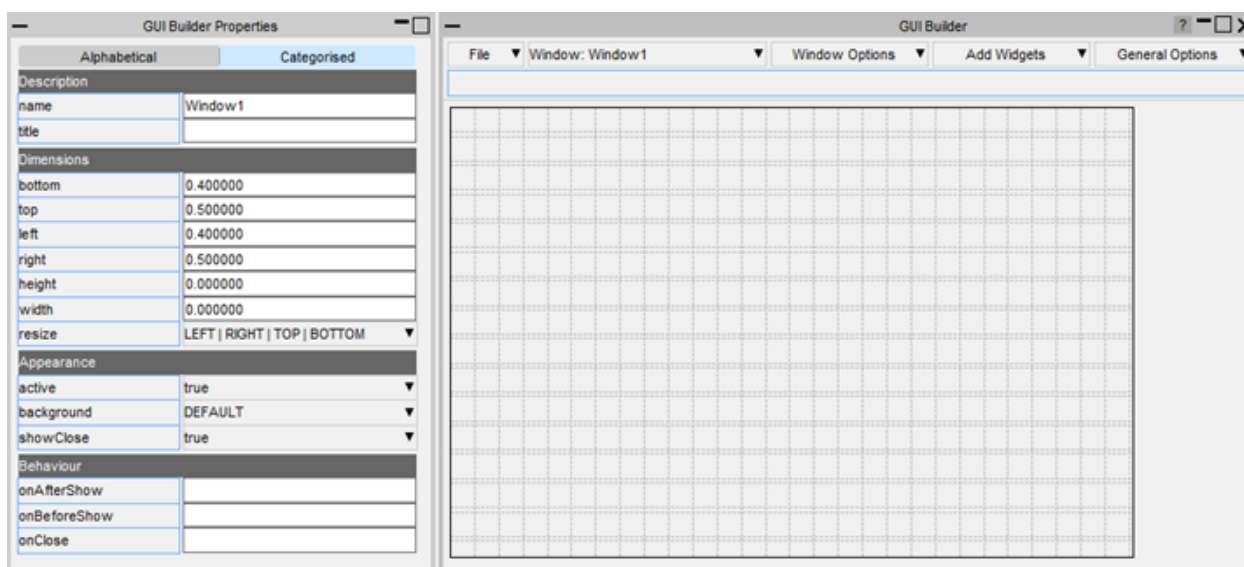 GUI Builder Properties
Alphabetical Categorised
Description
name Window1
title
Dimensions
bottom 0.400000
top 0.500000
left 0.400000
right 0.500000
height 0.000000
width 0.000000
resize LEFT | RIGHT | TOP | BOTTOM
Appearance
active true
background DEFAULT
showClose true
Behaviour
onAfterShow
onBeforeShow
onClose
GUI Builder ?
File Window: Window1 Window Options Add Widgets General Options